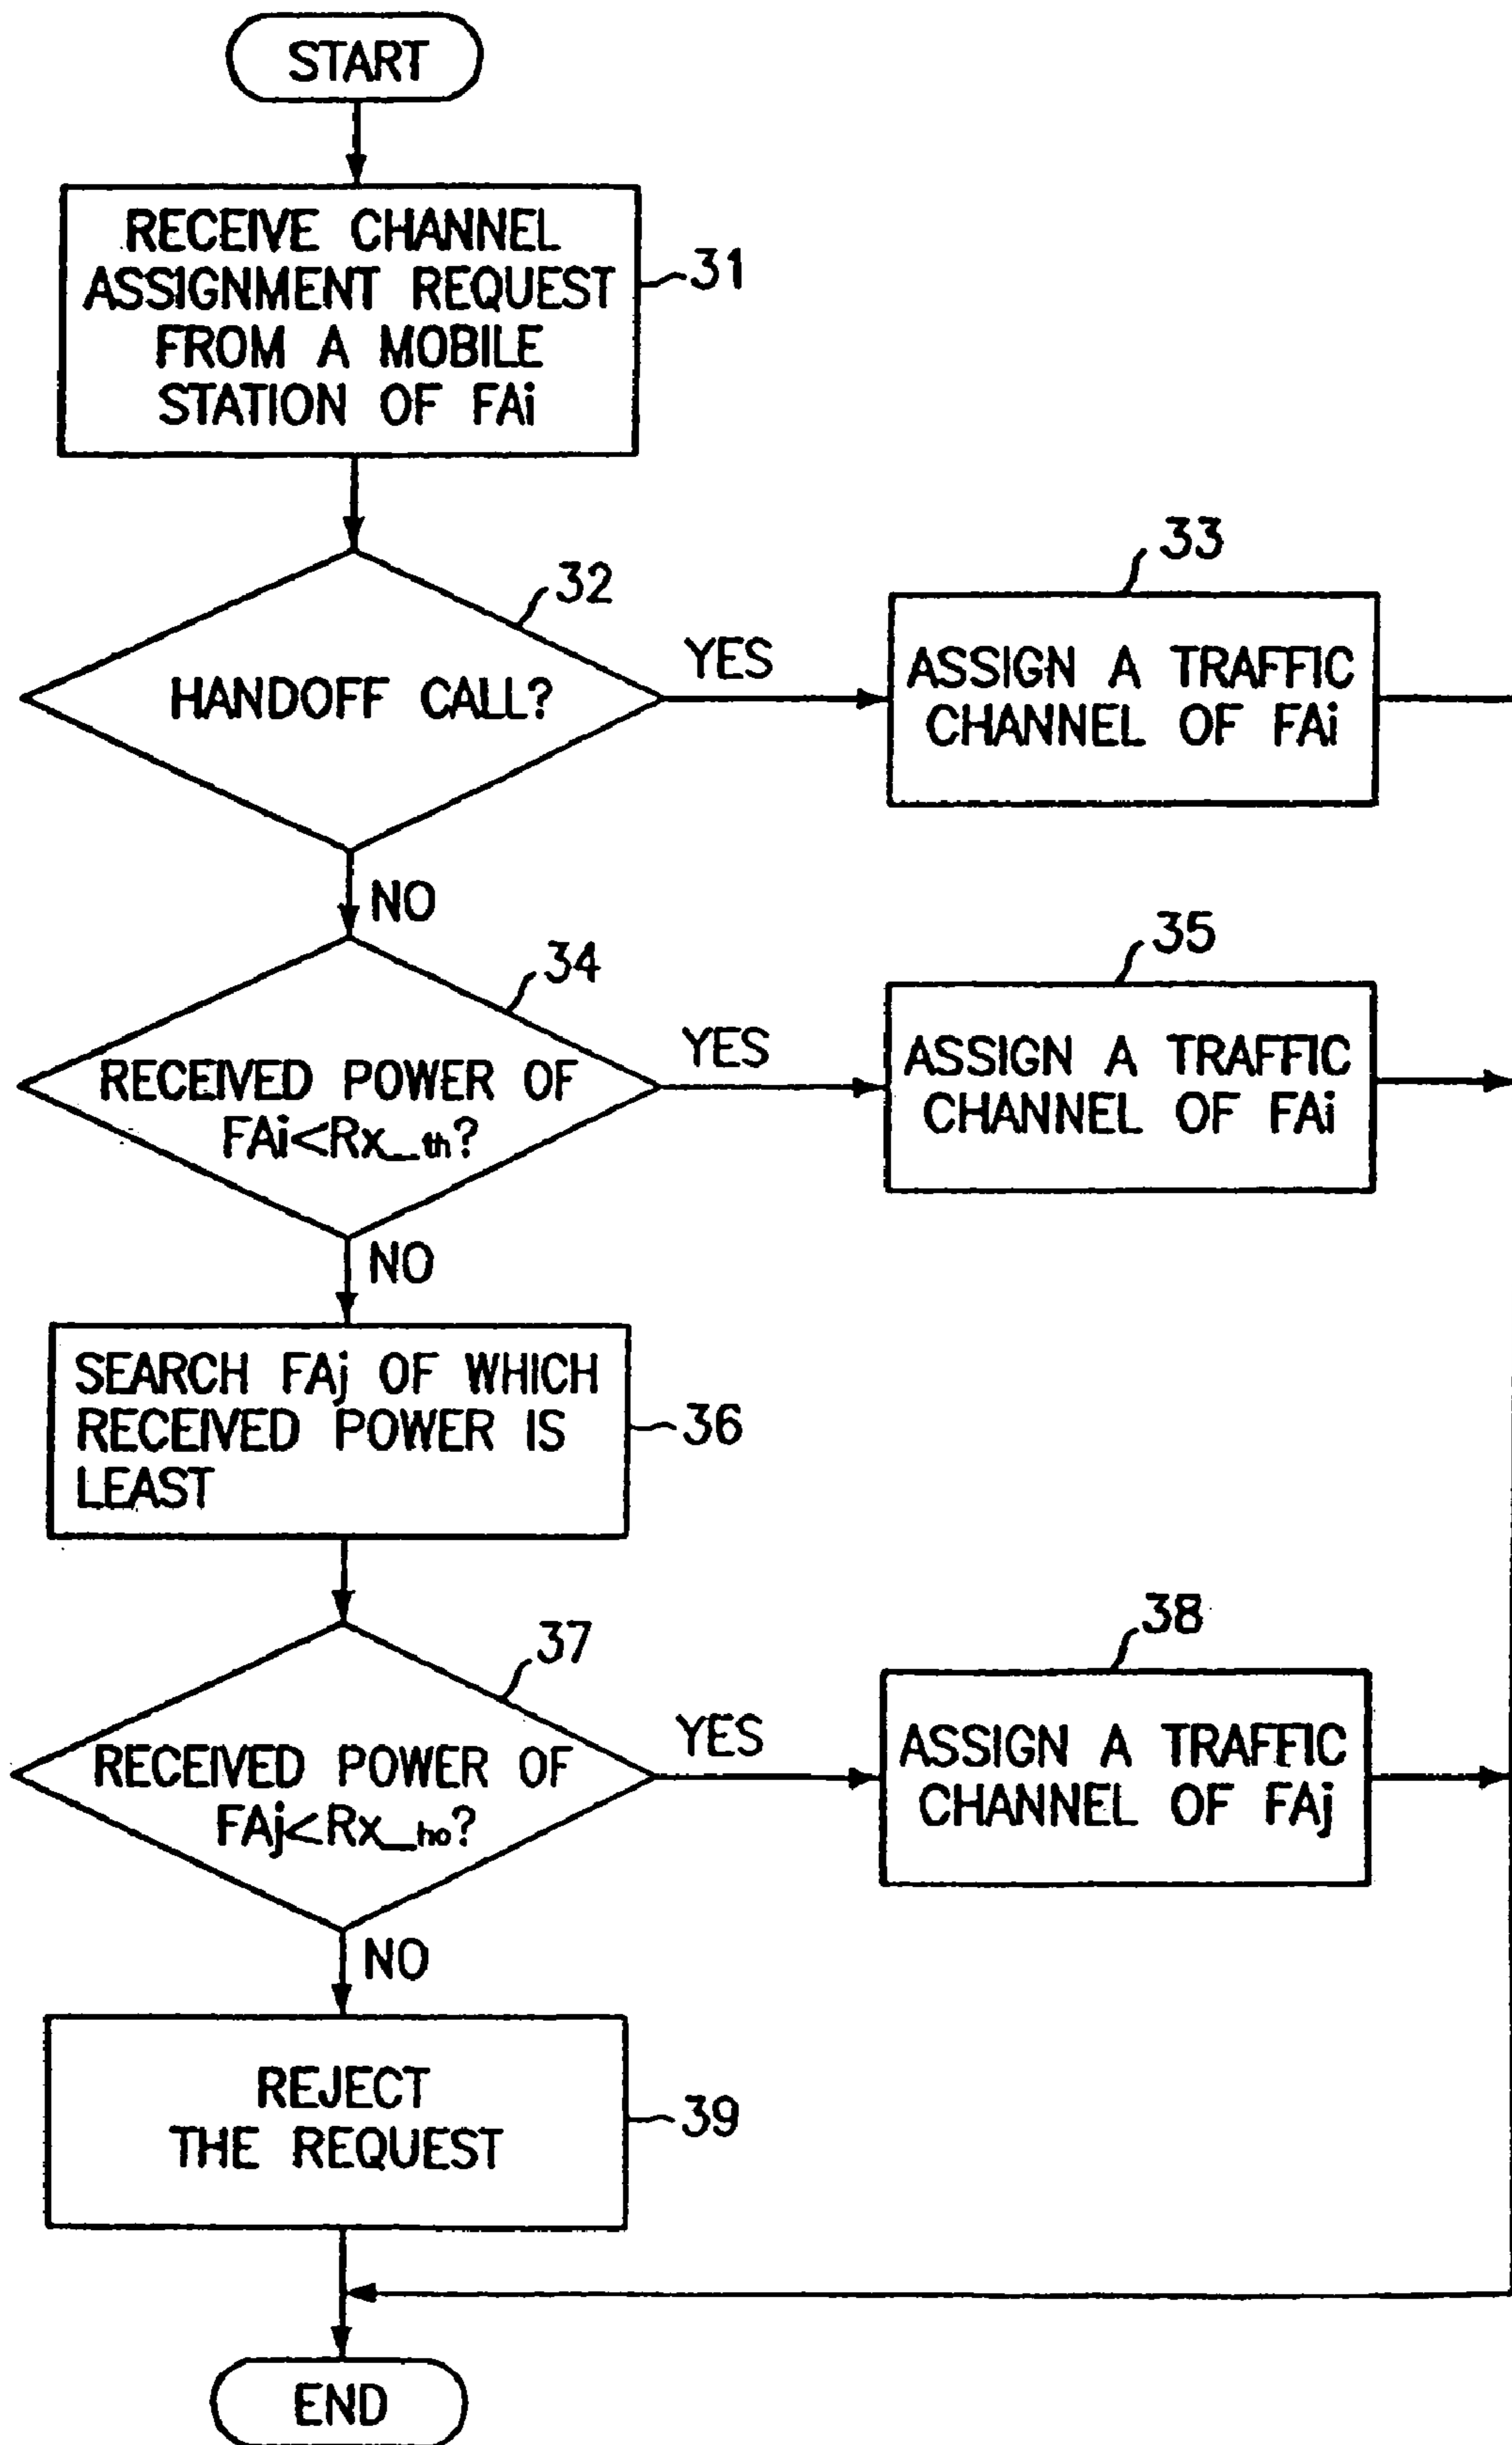 START
RECEIVE CHANNEL
ASSIGNMENT REQUEST
FROM A MOBILE
STATION OF FAi
31
32
HANDOFF CALL?
YES
33
ASSIGN A TRAFFIC
CHANNEL OF FAi
NO
34
RECEIVED POWER OF
FAi<Rx_th?
YES
35
ASSIGN A TRAFFIC
CHANNEL OF FAi
NO
SEARCH FAj OF WHICH
RECEIVED POWER IS
LEAST
36
37
RECEIVED POWER OF
FAj<Rx_ho?
YES
38
ASSIGN A TRAFFIC
CHANNEL OF FAj
NO
REJECT
THE REQUEST
39
END